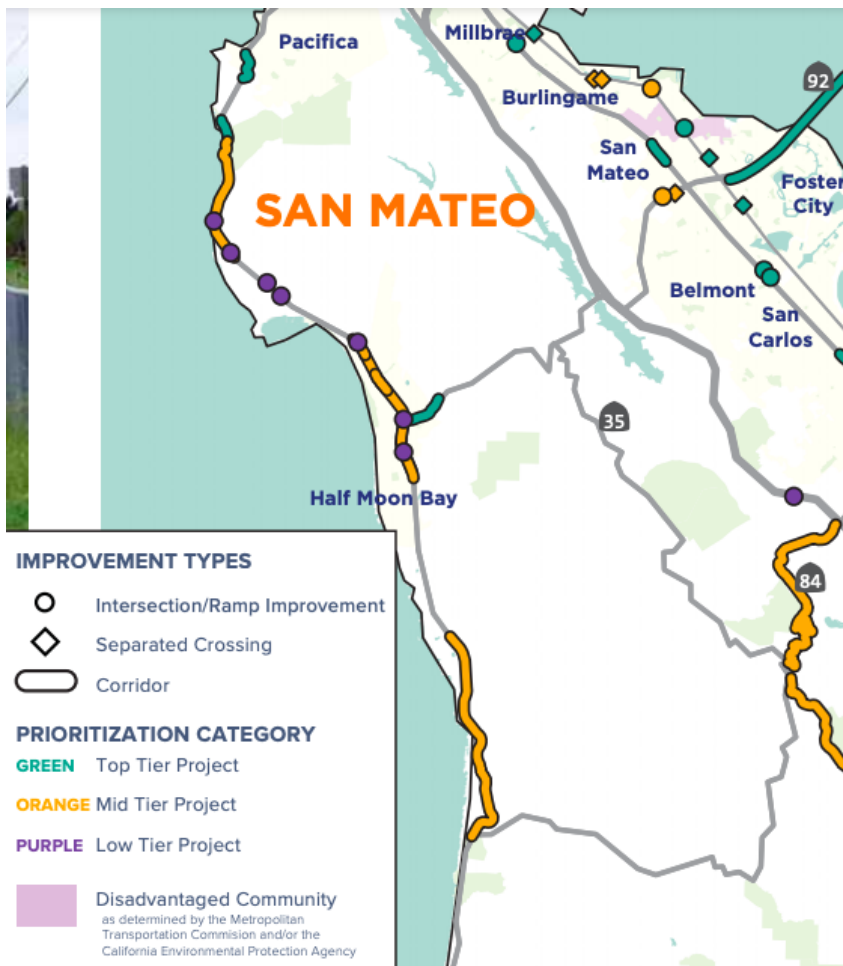 Pacifica
Millbrae
92
Burlingame
San
Mateo
Foster
City
SAN MATEO
Belmont
San
Carlos
35
Half Moon Bay
84
IMPROVEMENT TYPES
Intersection/Ramp Improvement
Separated Crossing
Corridor
PRIORITIZATION CATEGORY
GREEN Top Tier Project
ORANGE Mid Tier Project
PURPLE Low Tier Project
Disadvantaged Community
as determined by the Metropolitan
Transportation Commision and/or the
California Environmental Protection Agency